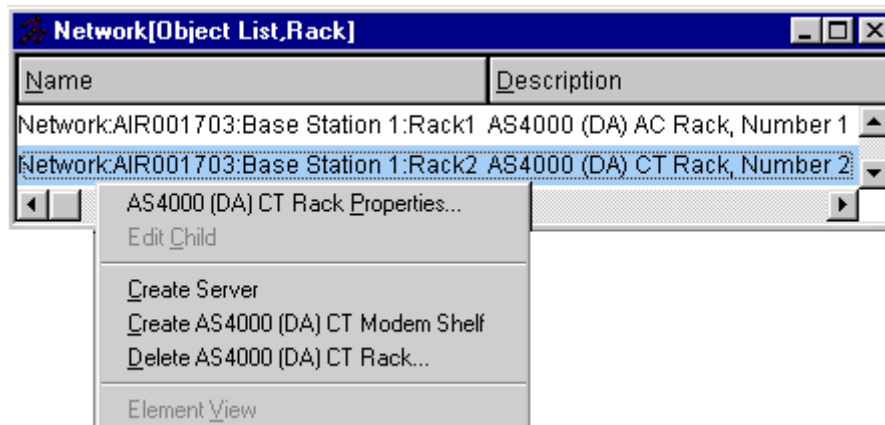 Network[Object List,Rack]
Name Description
Network:AIR001703:Base Station 1:Rack1 AS4000 (DA) AC Rack, Number 1
Network:AIR001703:Base Station 1:Rack2 AS4000 (DA) CT Rack, Number 2
AS4000 (DA) CT Rack Properties...
Edit Child
Create Server
Create AS4000 (DA) CT Modem Shelf
Delete AS4000 (DA) CT Rack...
Element View